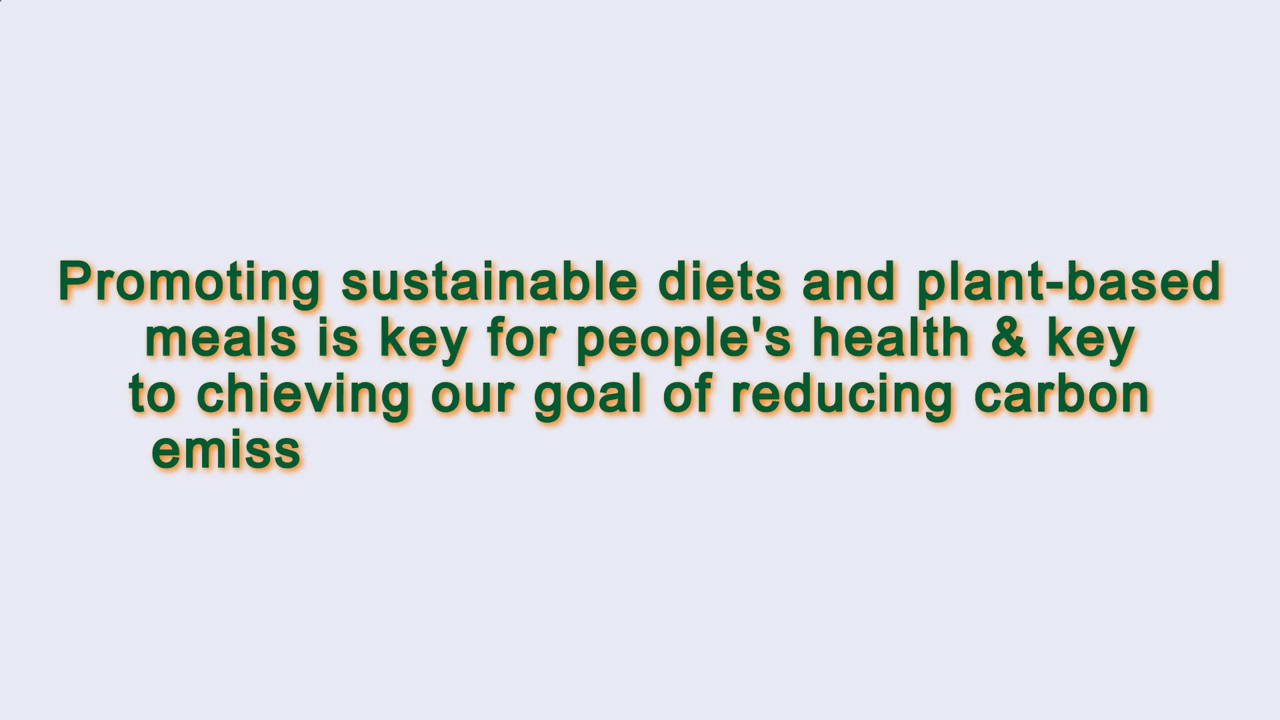 Promoting sustainable diets and plant-based
meals is key for people's health & key
to chieving our goal of reducing carbon
emiss